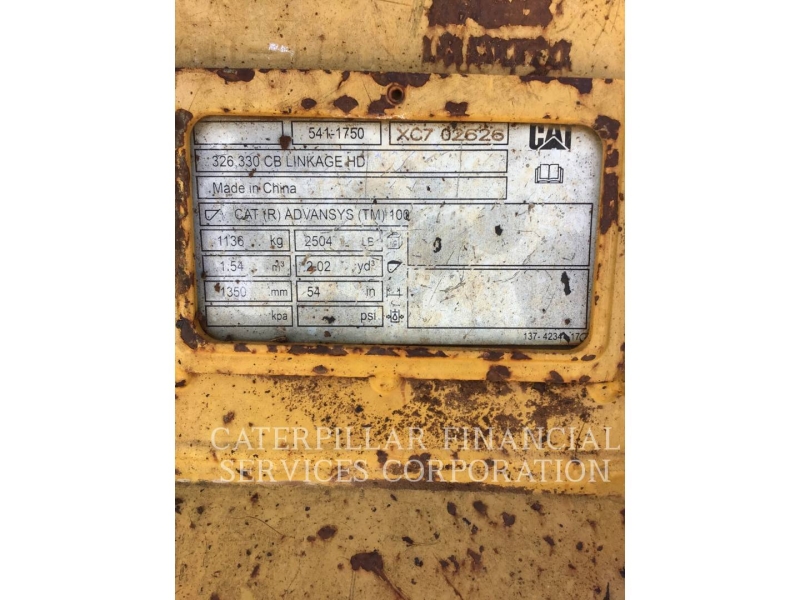 541-1750 XC7 02626 CAT
326,330 CB LINKAGE HD
Made in China
CAT (R) ADVANSYS (TM) 100
1136 kg 2504 LB
1.54 m³ 2.02 yd³
1350 mm 54 in
kpa psi
CATERPILLAR FINANCIAL
SERVICES CORPORATION